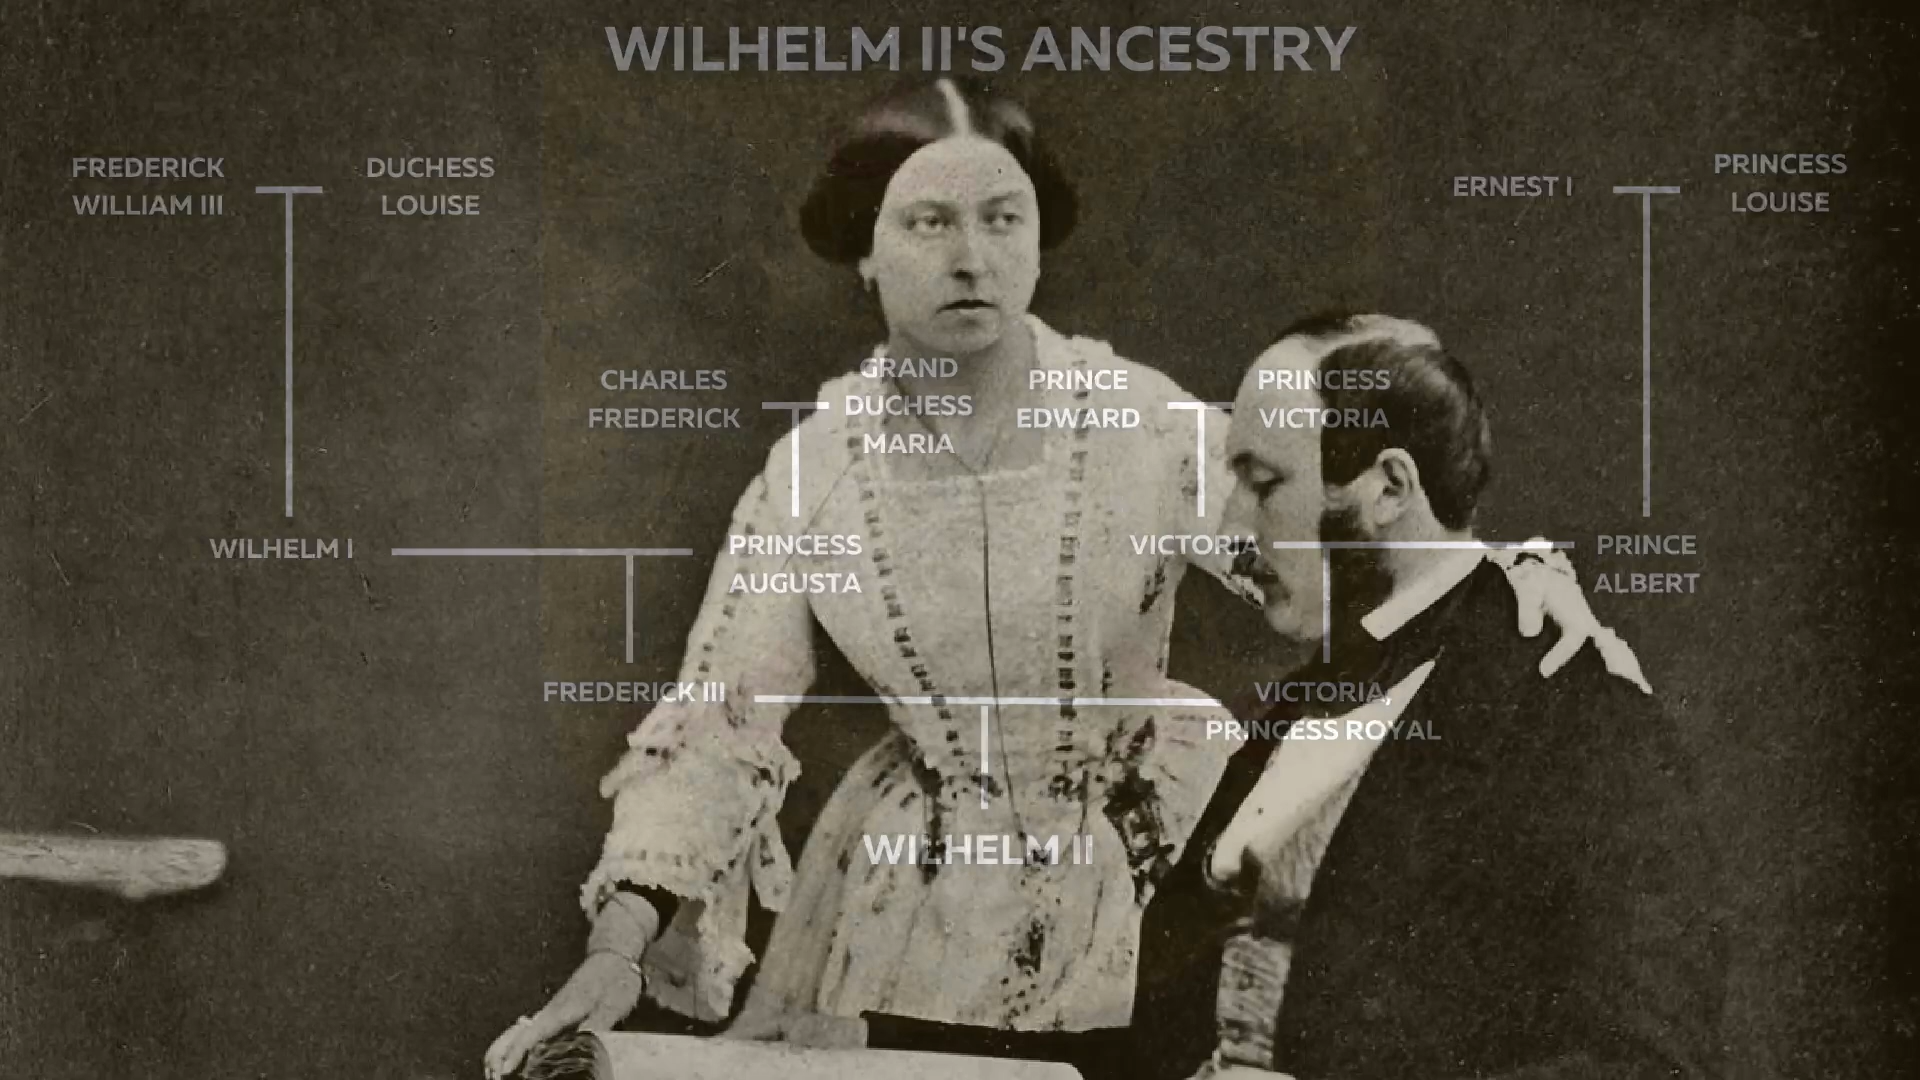 WILHELM II'S ANCESTRY
FREDERICK
WILLIAM III
DUCHESS
LOUISE
ERNEST I
PRINCESS
LOUISE
CHARLES
FREDERICK
GRAND
DUCHESS
MARIA
PRINCE
EDWARD
PRINCESS
VICTORIA
WILHELM I
PRINCESS
AUGUSTA
VICTORIA
PRINCE
ALBERT
FREDERICK III
VICTORIA,
PRINCESS ROYAL
WILHELM II